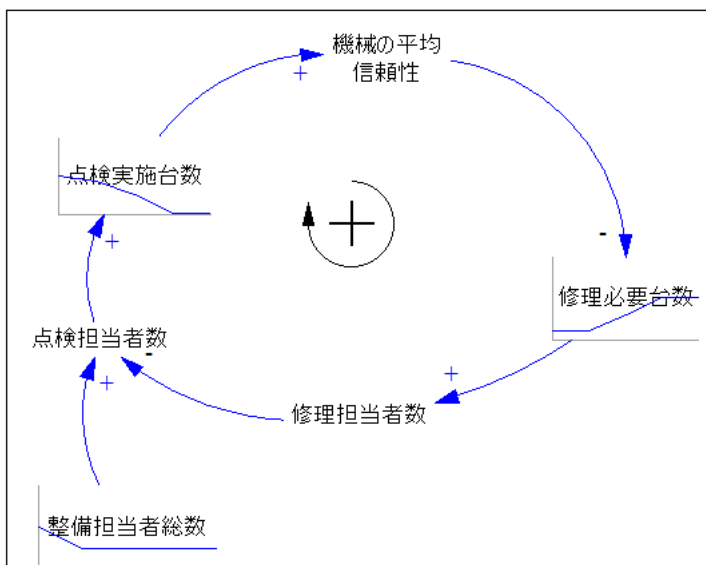 機械の平均
信頼性
+
点検実施台数
+
-
修理必要台数
点検担当者数
-
+
+
修理担当者数
整備担当者総数